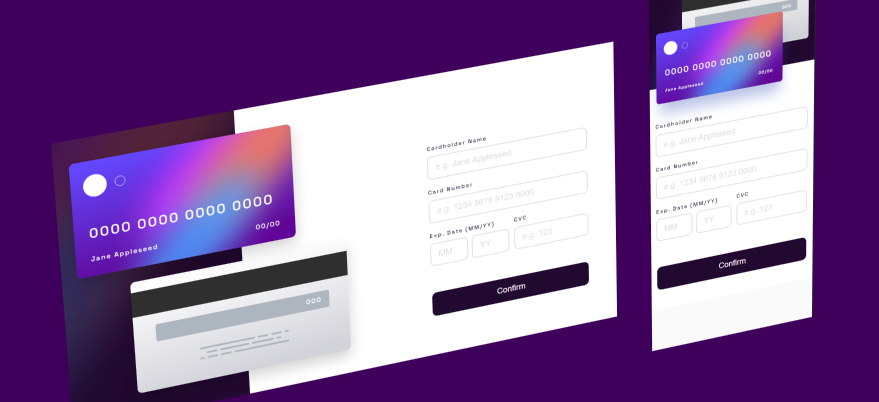 0000 0000 0000 0000
Jane Appleseed
00/00
000
Cardholder Name
e.g. Jane Appleseed
Card Number
e.g. 1234 5678 9123 0000
Exp. Date (MM/YY)
CVC
MM
YY
e.g. 123
Confirm
000
0000 0000 0000 0000
Jane Appleseed
00/00
Cardholder Name
e.g. Jane Appleseed
Card Number
e.g. 1234 5678 9123 0000
Exp. Date (MM/YY)
CVC
MM
YY
e.g. 123
Confirm